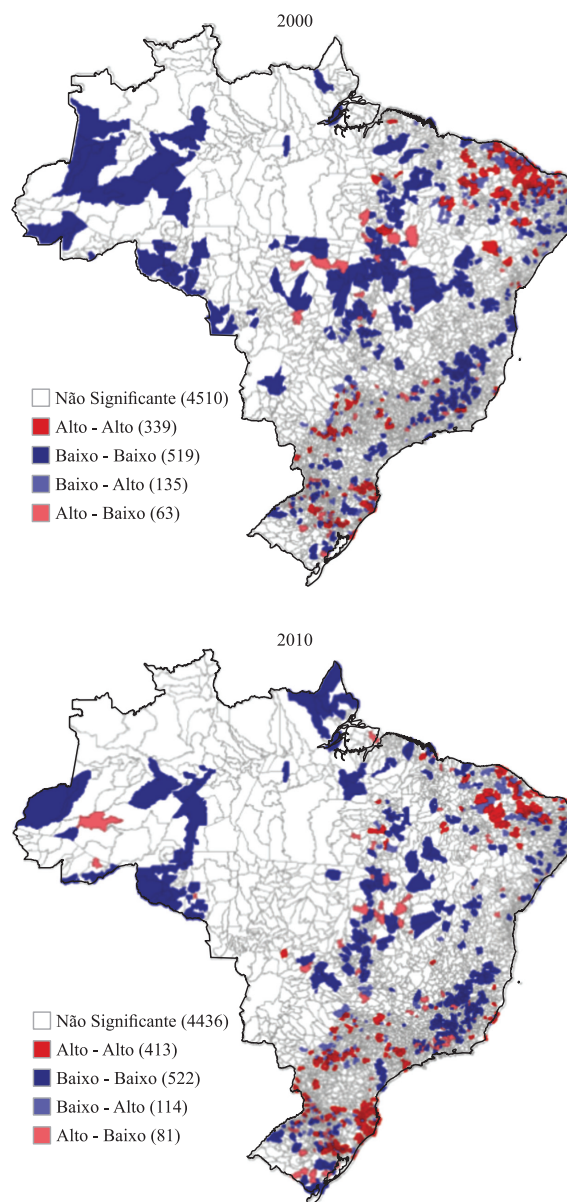 2000
Não Significante (4510)
Alto - Alto (339)
Baixo - Baixo (519)
Baixo - Alto (135)
Alto - Baixo (63)
2010
Não Significante (4436)
Alto - Alto (413)
Baixo - Baixo (522)
Baixo - Alto (114)
Alto - Baixo (81)